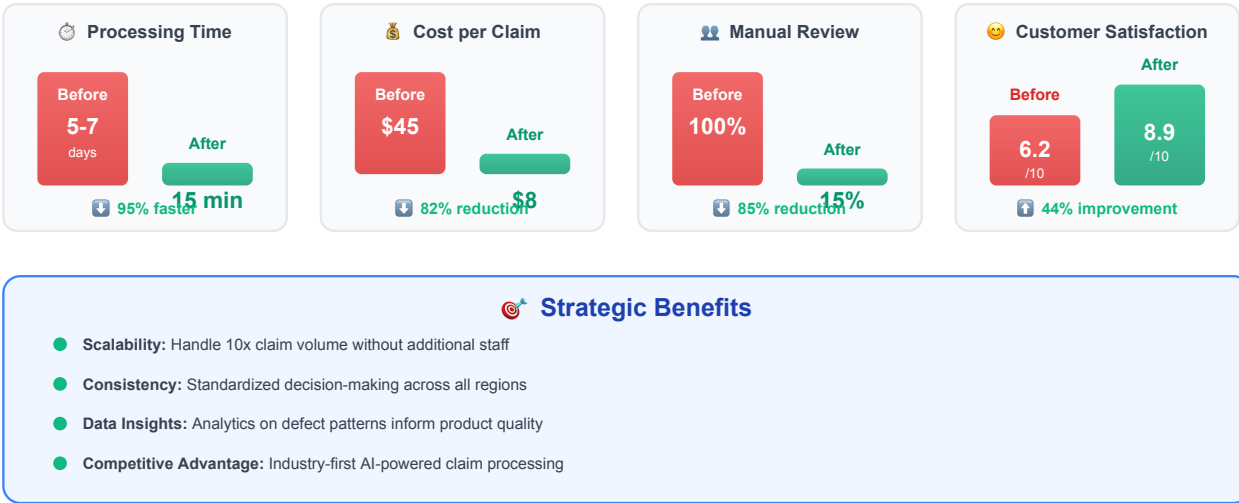 Processing Time
Before
5-7
days
After
15 min
95% faster
Cost per Claim
Before
$45
After
$8
82% reduction
Manual Review
Before
100%
After
15%
85% reduction
Customer Satisfaction
Before
6.2
/10
After
8.9
/10
44% improvement
Strategic Benefits
Scalability: Handle 10x claim volume without additional staff
Consistency: Standardized decision-making across all regions
Data Insights: Analytics on defect patterns inform product quality
Competitive Advantage: Industry-first AI-powered claim processing